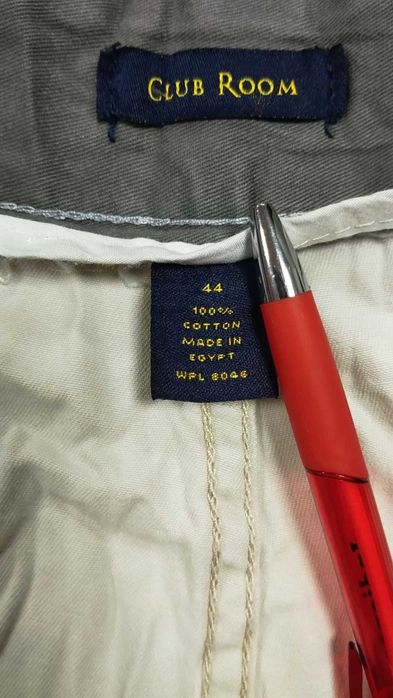 CLUB ROOM
44
100%
COTTON
MADE IN
EGYPT
WPL 8046